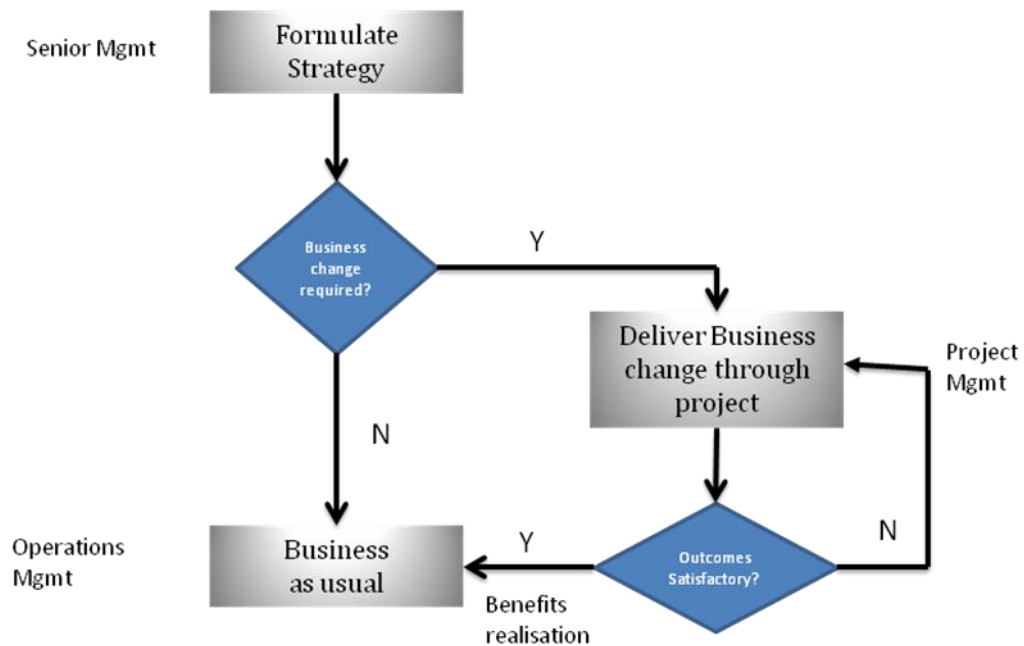 Senior Mgmt
Formulate
Strategy
Business
change
required?
Y
Deliver Business
change through
project
Project
Mgmt
N
Operations
Mgmt
Business
as usual
Y
Benefits
realisation
Outcomes
Satisfactory?
N